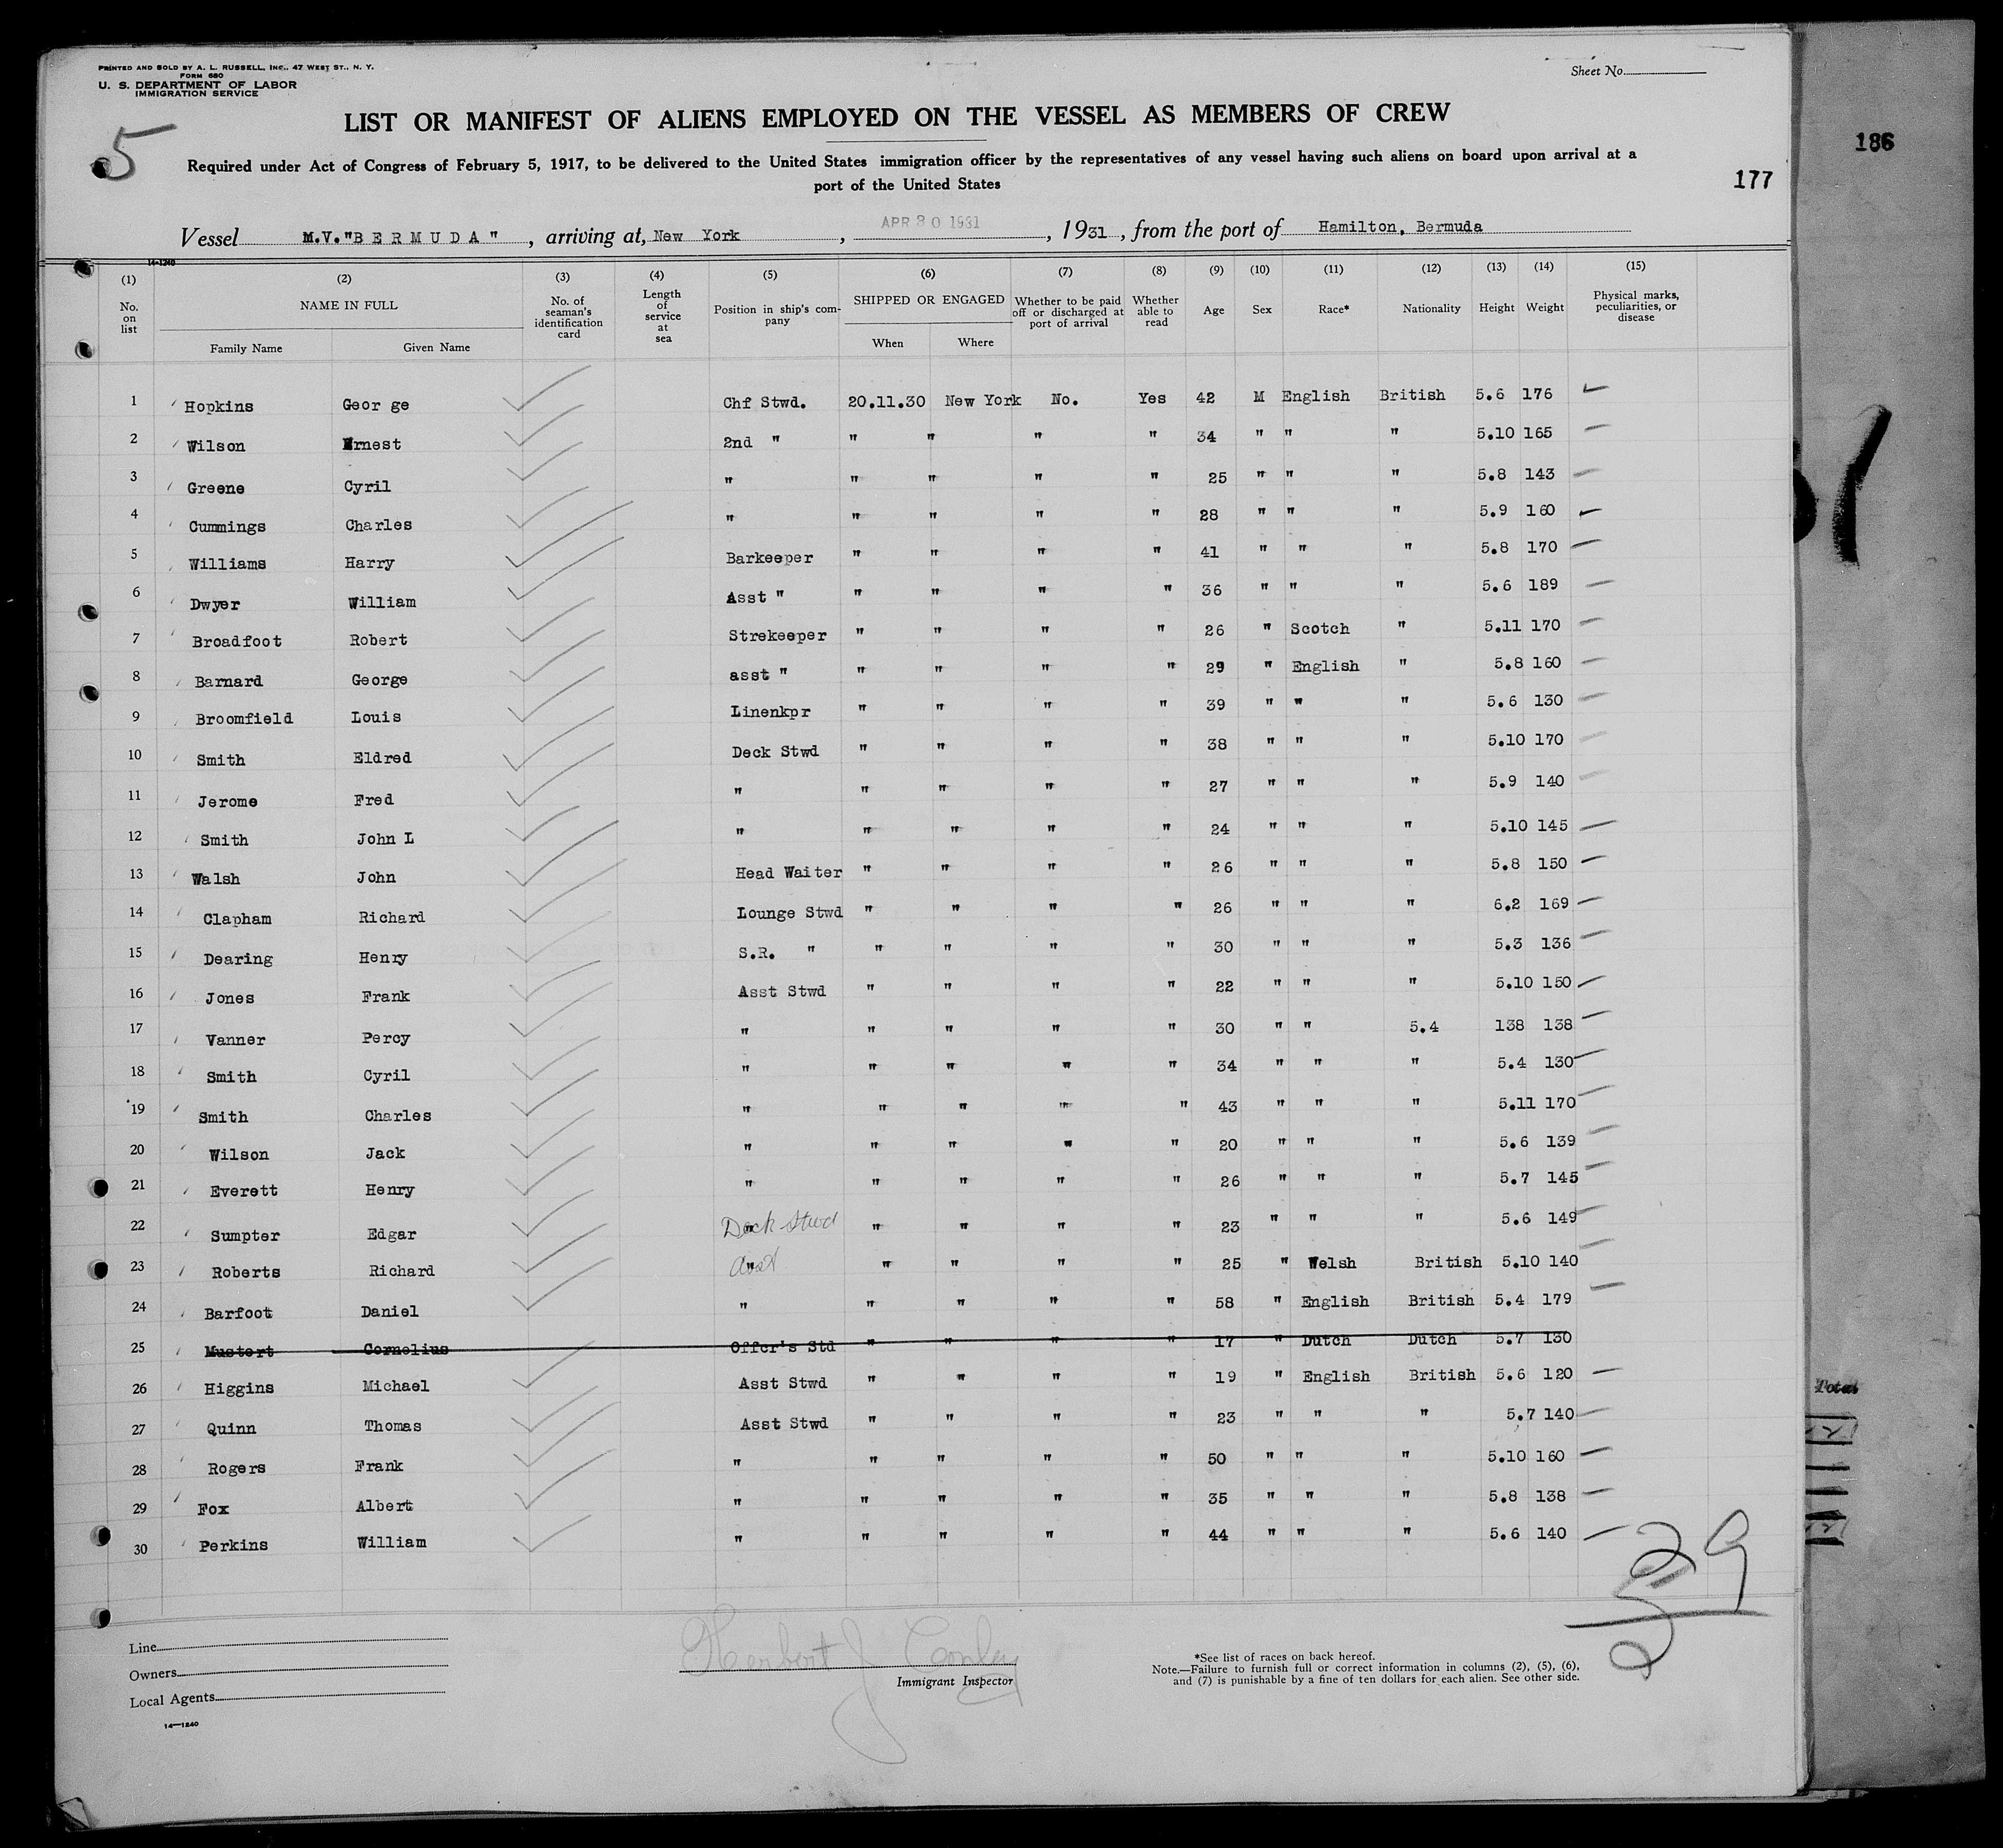 PRINTED AND SOLD BY A. L. RUSSELL, INC., 47 WEST ST., N. Y.
FORM 680
U. S. DEPARTMENT OF LABOR
IMMIGRATION SERVICE
Sheet No.
5
LIST OR MANIFEST OF ALIENS EMPLOYED ON THE VESSEL AS MEMBERS OF CREW
186
Required under Act of Congress of February 5, 1917, to be delivered to the United States immigration officer by the representatives of any vessel having such aliens on board upon arrival at a
port of the United States
177
APR 30 1931
Vessel M.V."BERMUDA" , arriving at, New York , , 1931 , from the port of Hamilton, Bermuda
14-1240
(1) (2) (3) (4) (5) (6) (7) (8) (9) (10) (11) (12) (13) (14) (15)
No. on list NAME IN FULL Family Name Given Name No. of seaman's identification card Length of service at sea Position in ship's company SHIPPED OR ENGAGED When Where Whether to be paid off or discharged at port of arrival Whether able to read Age Sex Race* Nationality Height Weight Physical marks, peculiarities, or disease
1 Hopkins Geor ge Chf Stwd. 20.11.30 New York No. Yes 42 M English British 5.6 176
2 Wilson Ernest 2nd " " " " " 34 " " " 5.10 165
3 Greene Cyril " " " " " 25 " " " 5.8 143
4 Cummings Charles " " " " " 28 " " " 5.9 160
5 Williams Harry Barkeeper " " " " 41 " " " 5.8 170
6 Dwyer William Asst " " " " " 36 " " " 5.6 189
7 Broadfoot Robert Strekeeper " " " " 26 " Scotch " 5.11 170
8 Barnard George asst " " " " " 29 " English " 5.8 160
9 Broomfield Louis Linenkpr " " " " 39 " " " 5.6 130
10 Smith Eldred Deck Stwd " " " " 38 " " " 5.10 170
11 Jerome Fred " " " " " 27 " " " 5.9 140
12 Smith John L " " " " " 24 " " " 5.10 145
13 Walsh John Head Waiter " " " " 26 " " " 5.8 150
14 Clapham Richard Lounge Stwd " " " " 26 " " " 6.2 169
15 Dearing Henry S.R. " " " " " 30 " " " 5.3 136
16 Jones Frank Asst Stwd " " " " 22 " " " 5.10 150
17 Vanner Percy " " " " " 30 " " 5.4 138 138
18 Smith Cyril " " " " " 34 " " " 5.4 130
19 Smith Charles " " " " " 43 " " " 5.11 170
20 Wilson Jack " " " " " 20 " " " 5.6 139
21 Everett Henry " " " " " 26 " " " 5.7 145
22 Sumpter Edgar " Deck Stwd " " " " 23 " " " 5.6 149
23 Roberts Richard " Asst " " " " 25 " Welsh British 5.10 140
24 Barfoot Daniel " " " " " 58 " English British 5.4 179
25 Mustert Cornelius Offcr's Std " " " " 17 " Dutch Dutch 5.7 130
26 Higgins Michael Asst Stwd " " " " 19 " English British 5.6 120
27 Quinn Thomas Asst Stwd " " " " 23 " " " 5.7 140
28 Rogers Frank " " " " " 50 " " " 5.10 160
29 Fox Albert " " " " " 35 " " " 5.8 138
30 Perkins William " " " " " 44 " " " 5.6 140
Total
29
Line
Owners
Local Agents
14—1240
Herbert J Conley
Immigrant Inspector
*See list of races on back hereof.
Note.—Failure to furnish full or correct information in columns (2), (5), (6),
and (7) is punishable by a fine of ten dollars for each alien. See other side.